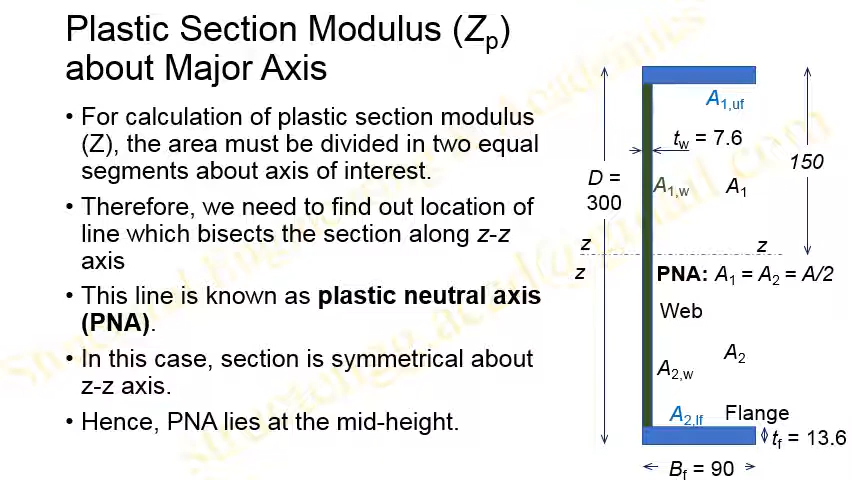 Plastic Section Modulus (Zp)
about Major Axis
• For calculation of plastic section modulus
(Z), the area must be divided in two equal
segments about axis of interest.
• Therefore, we need to find out location of
line which bisects the section along z-z
axis
• This line is known as plastic neutral axis
(PNA).
• In this case, section is symmetrical about
z-z axis.
• Hence, PNA lies at the mid-height.
A1,uf
tw = 7.6
150
D =
300
A1,w
A1
z
z
z
PNA: A1 = A2 = A/2
Web
A2
A2,w
A2,lf
Flange
tf = 13.6
Bf = 90